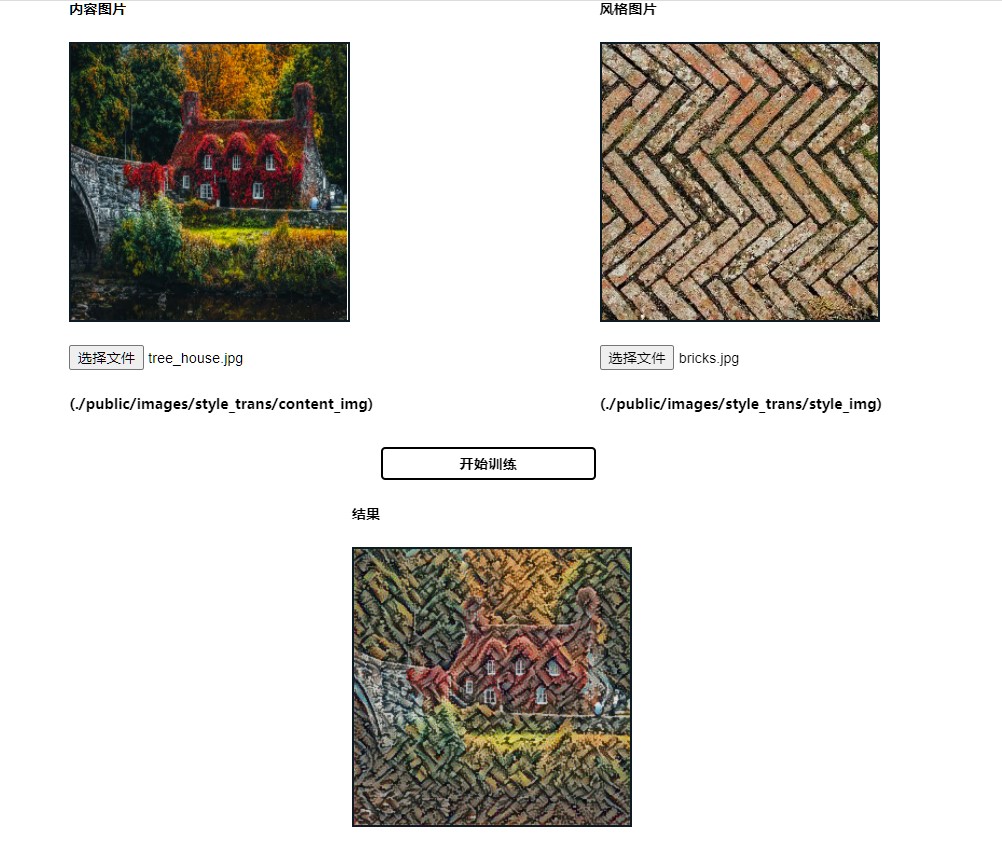 内容图片
风格图片
选择文件 tree_house.jpg
选择文件 bricks.jpg
(./public/images/style_trans/content_img)
(./public/images/style_trans/style_img)
开始训练
结果